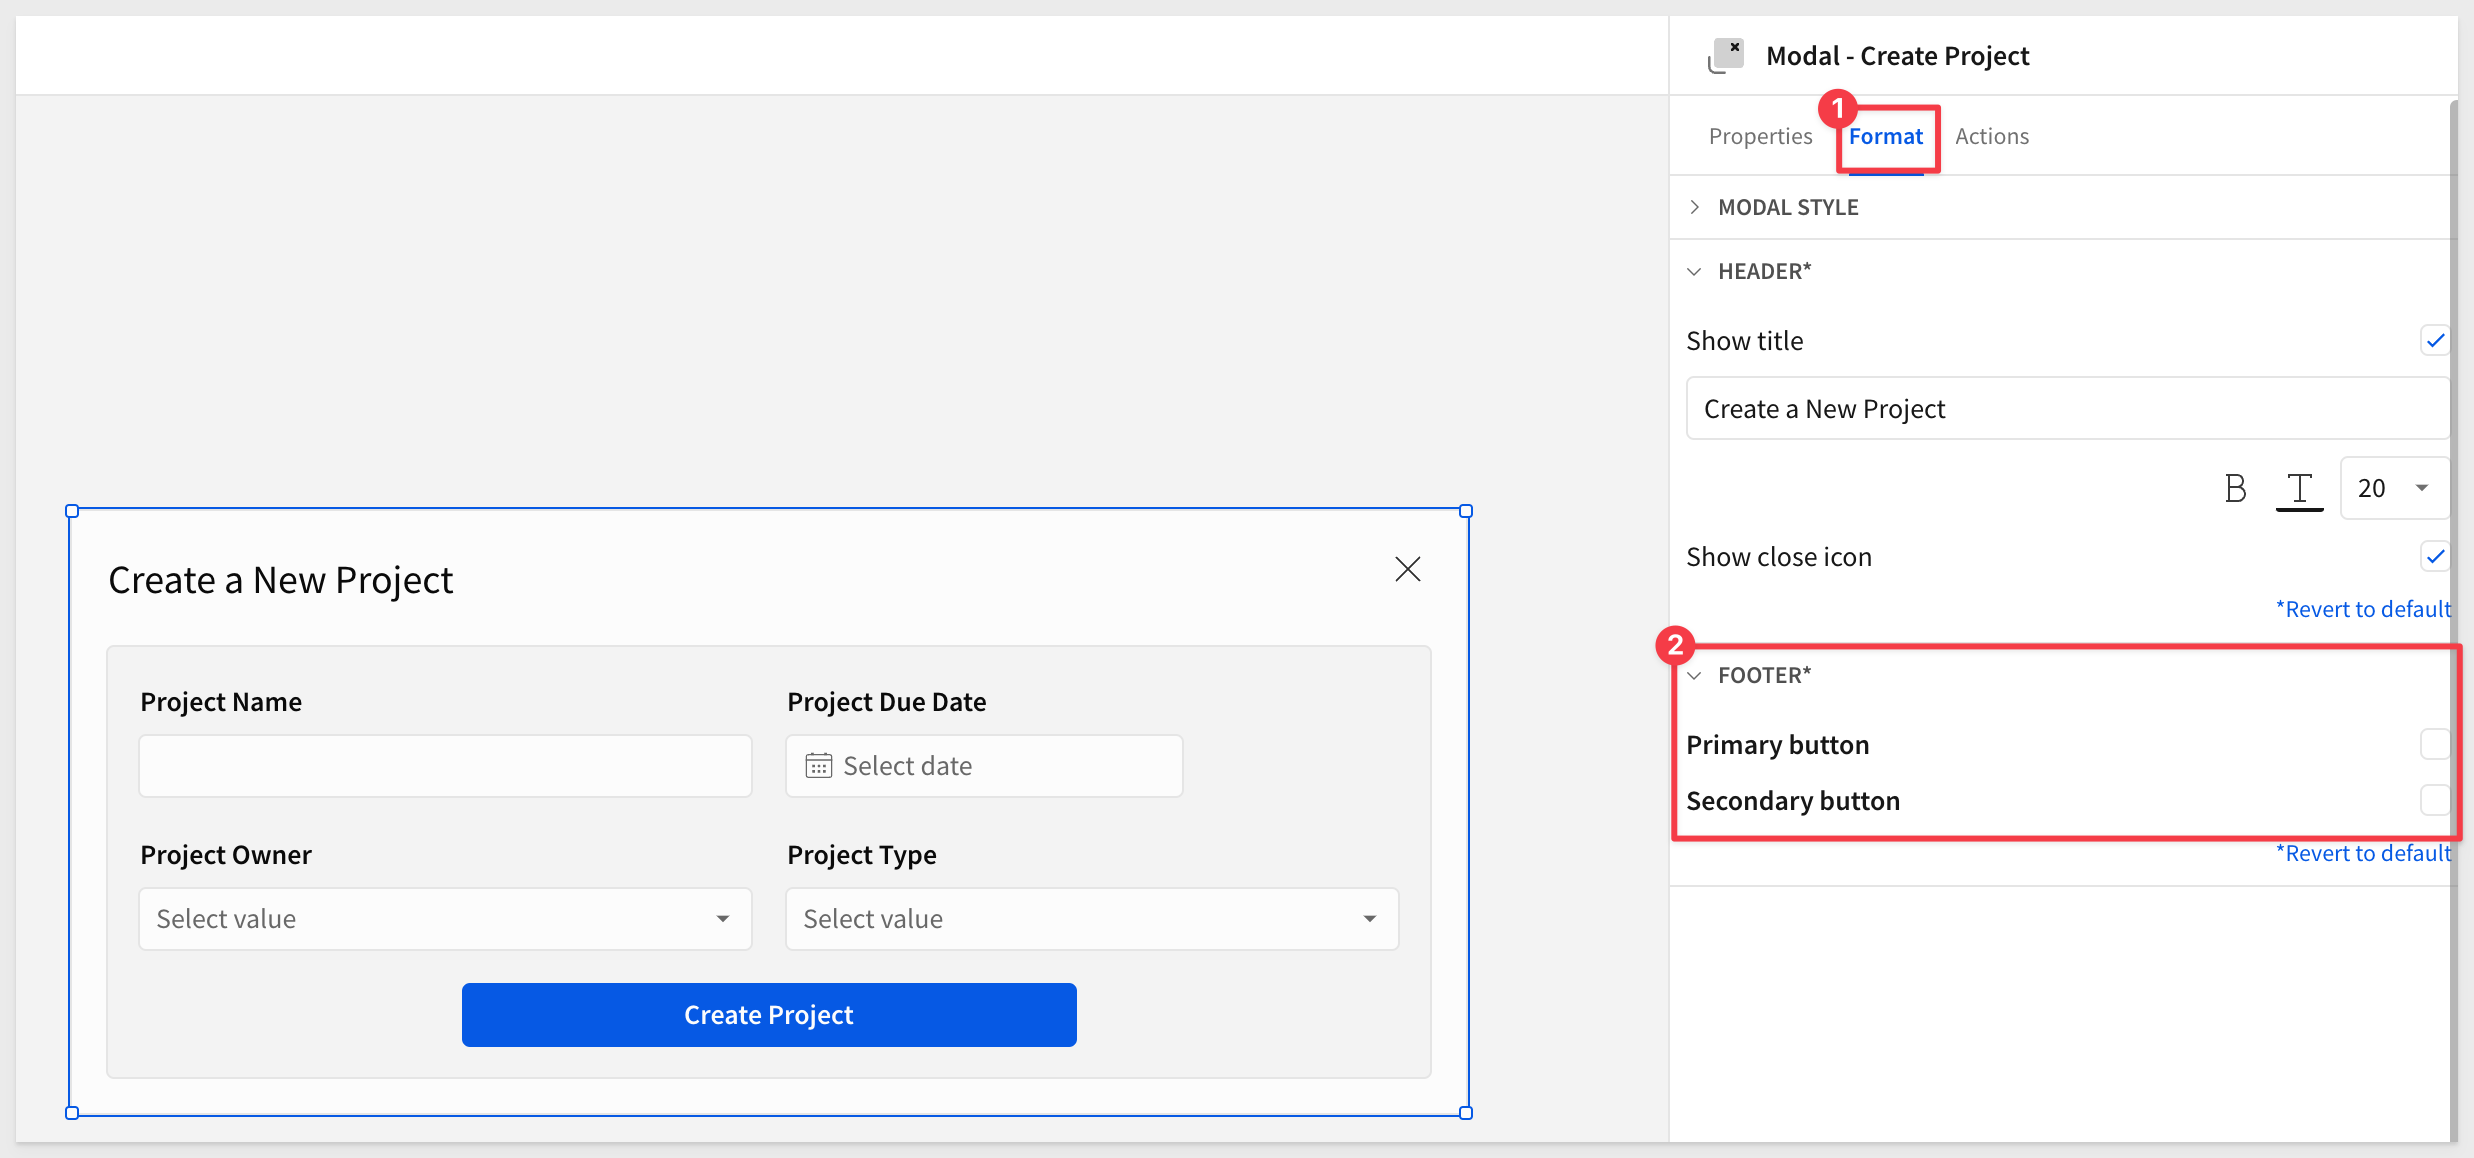 Modal - Create Project
1
Properties Format Actions
MODAL STYLE
HEADER*
Show title
Create a New Project
B T 20
Show close icon
*Revert to default
2
FOOTER*
Primary button
Secondary button
*Revert to default
Create a New Project
Project Name Project Due Date
Select date
Project Owner Project Type
Select value Select value
Create Project